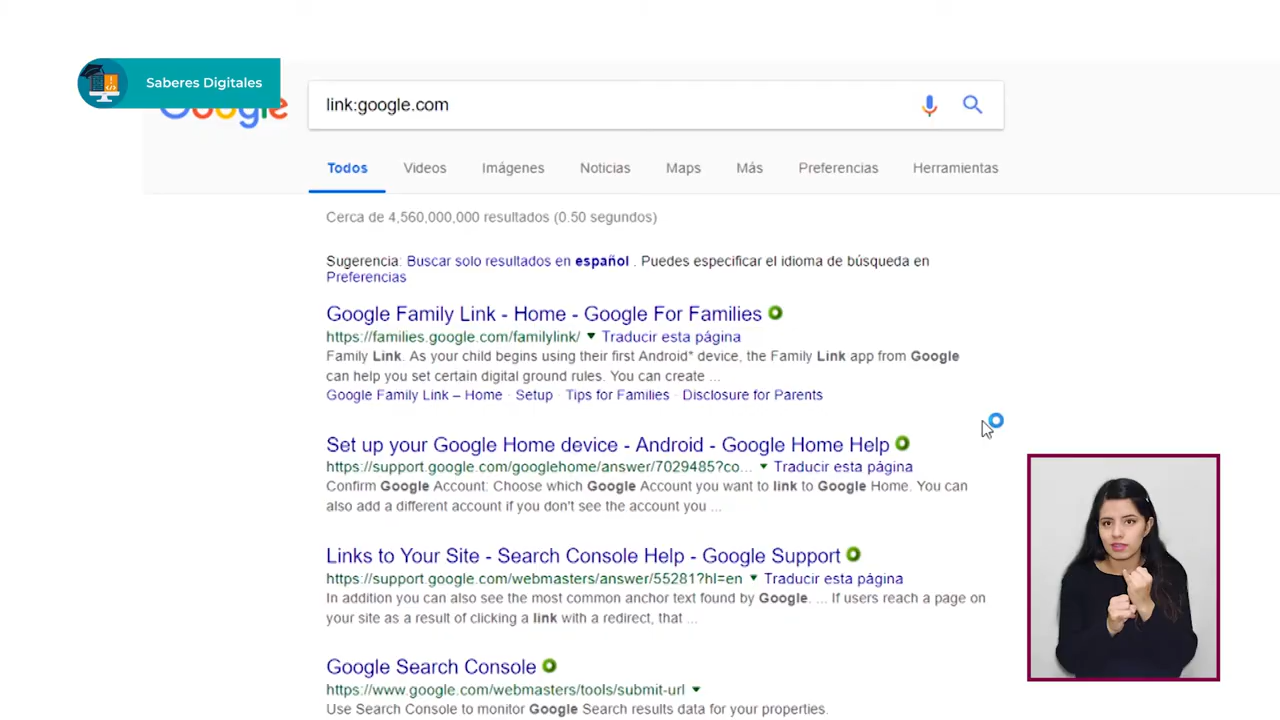 Saberes Digitales
Google
link:google.com
Todos Videos Imágenes Noticias Maps Más Preferencias Herramientas
Cerca de 4,560,000,000 resultados (0.50 segundos)
Sugerencia: Buscar solo resultados en español . Puedes especificar el idioma de búsqueda en
Preferencias
Google Family Link - Home - Google For Families
https://families.google.com/familylink/ ▼ Traducir esta página
Family Link. As your child begins using their first Android* device, the Family Link app from Google
can help you set certain digital ground rules. You can create ...
Google Family Link – Home · Setup · Tips for Families · Disclosure for Parents
Set up your Google Home device - Android - Google Home Help
https://support.google.com/googlehome/answer/7029485?co... ▼ Traducir esta página
Confirm Google Account: Choose which Google Account you want to link to Google Home. You can
also add a different account if you don't see the account you ...
Links to Your Site - Search Console Help - Google Support
https://support.google.com/webmasters/answer/55281?hl=en ▼ Traducir esta página
In addition you can also see the most common anchor text found by Google. ... If users reach a page on
your site as a result of clicking a link with a redirect, that ...
Google Search Console
https://www.google.com/webmasters/tools/submit-url ▼
Use Search Console to monitor Google Search results data for your properties.